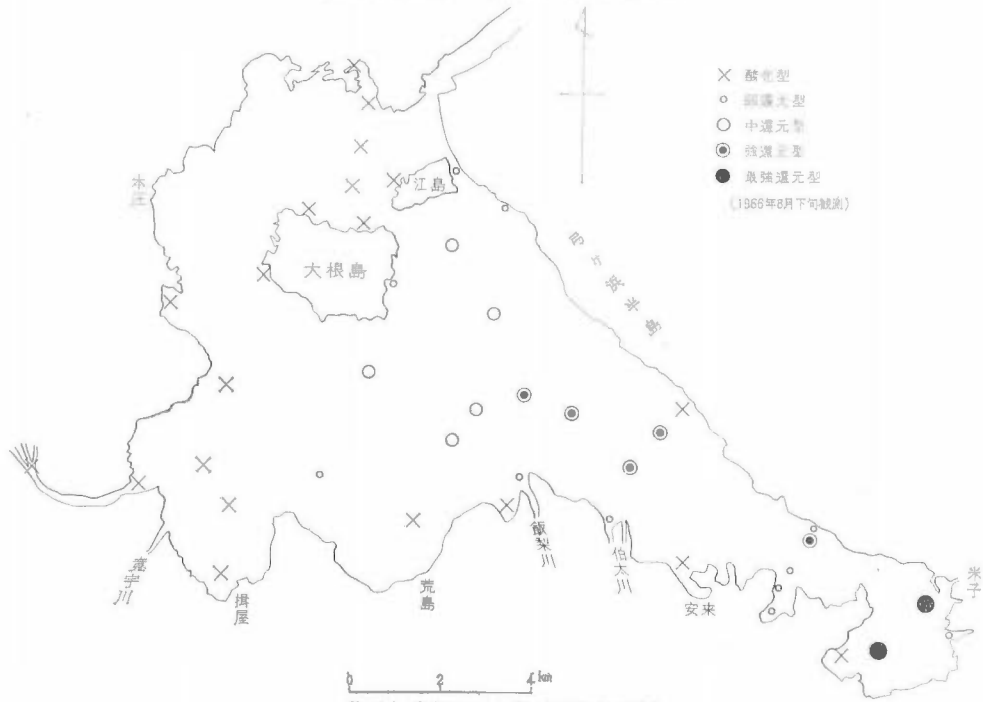 酸化型
弱還元型
中還元型
強還元型
最強還元型
(1966年8月下旬観測)
本庄
江島
大根島
弓ヶ浜半島
意宇川
揖屋
荒島
飯梨川
伯太川
安来
米子
0 2 4 km